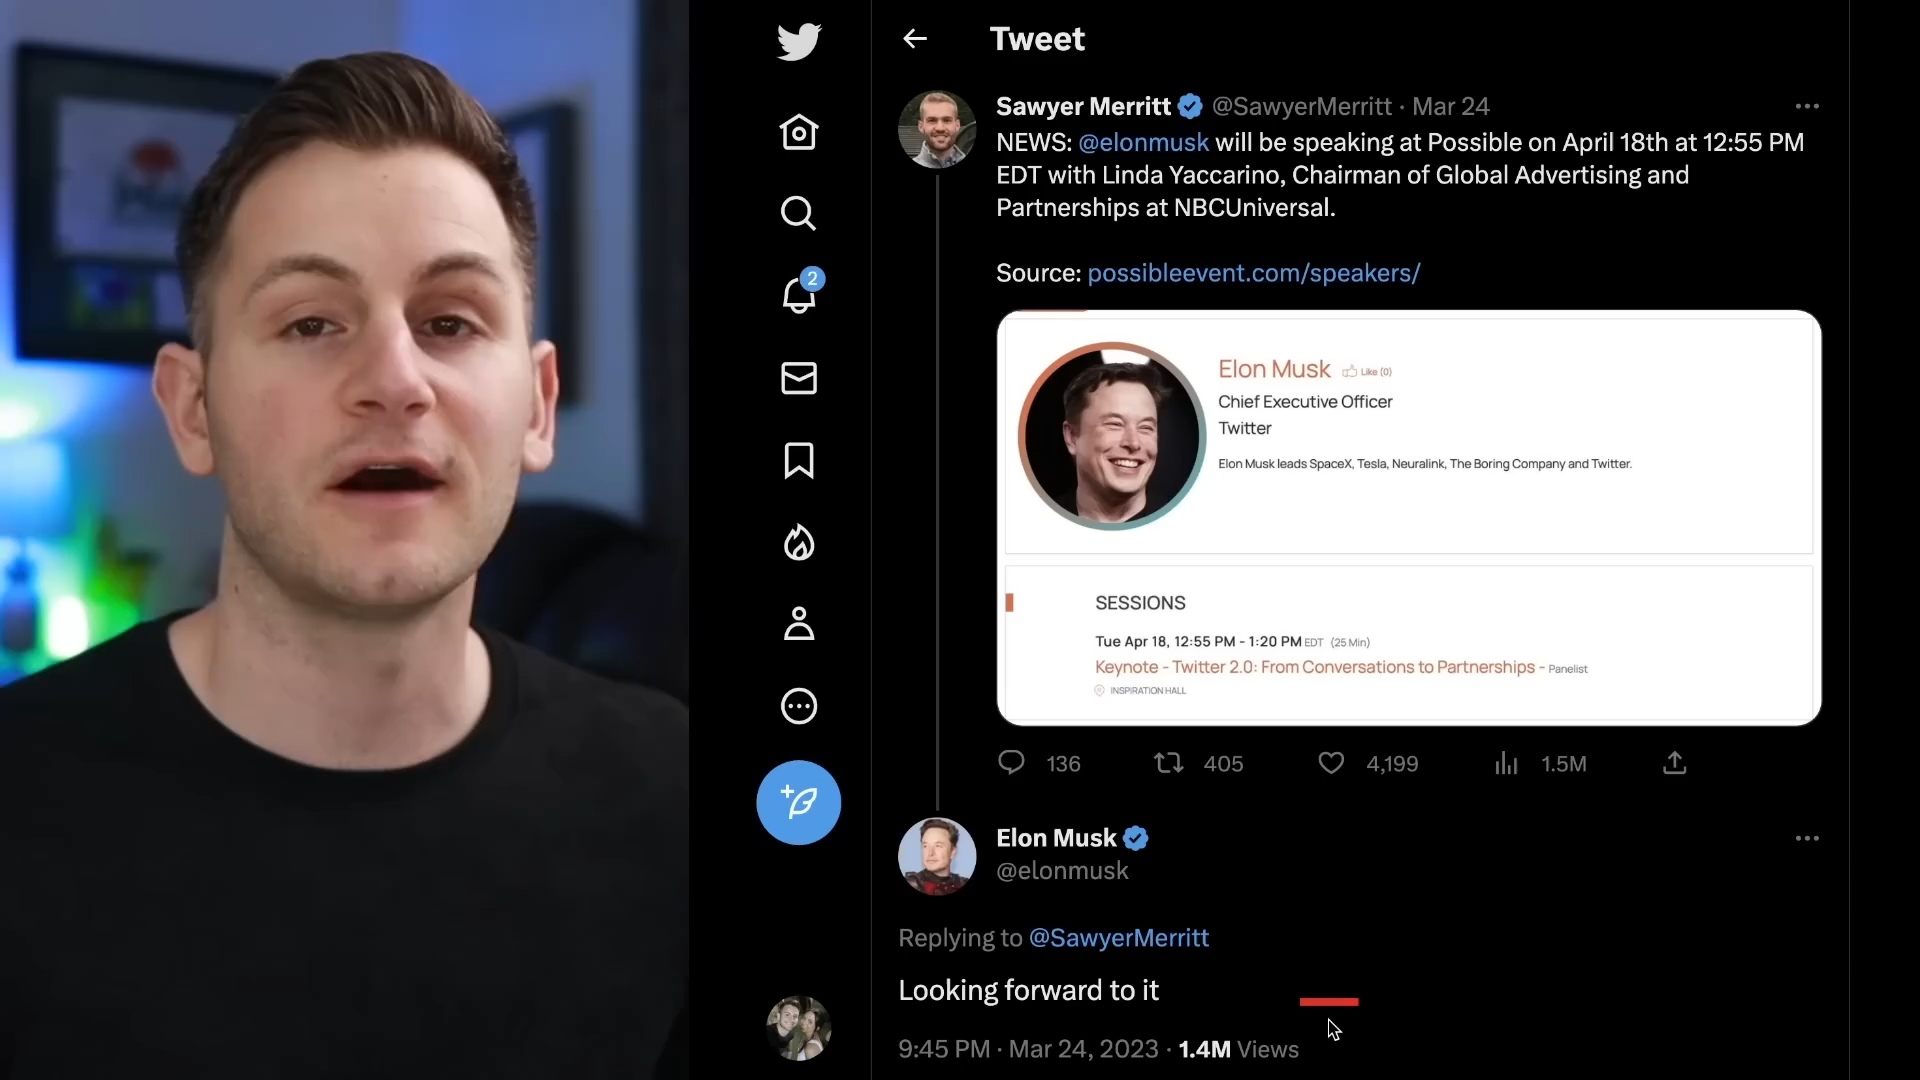 Tweet
Sawyer Merritt @SawyerMerritt · Mar 24
NEWS: @elonmusk will be speaking at Possible on April 18th at 12:55 PM
EDT with Linda Yaccarino, Chairman of Global Advertising and
Partnerships at NBCUniversal.
Source: possibleevent.com/speakers/
Elon Musk Like (0)
Chief Executive Officer
Twitter
Elon Musk leads SpaceX, Tesla, Neuralink, The Boring Company and Twitter.
SESSIONS
Tue Apr 18, 12:55 PM - 1:20 PM EDT (25 Min)
Keynote - Twitter 2.0: From Conversations to Partnerships - Panelist
INSPIRATION HALL
136 405 4,199 1.5M
2
Elon Musk
@elonmusk
Replying to @SawyerMerritt
Looking forward to it
9:45 PM · Mar 24, 2023 · 1.4M Views